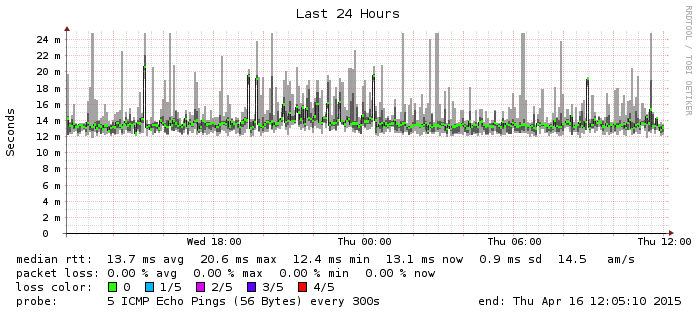 Last 24 Hours
RRDTOOL / TOBI OETIKER
Seconds
24 m
22 m
20 m
18 m
16 m
14 m
12 m
10 m
8 m
6 m
4 m
2 m
0
Wed 18:00 Thu 00:00 Thu 06:00 Thu 12:00
median rtt: 13.7 ms avg 20.6 ms max 12.4 ms min 13.1 ms now 0.9 ms sd 14.5 am/s
packet loss: 0.00 % avg 0.00 % max 0.00 % min 0.00 % now
loss color: 0 1/5 2/5 3/5 4/5
probe: 5 ICMP Echo Pings (56 Bytes) every 300s end: Thu Apr 16 12:05:10 2015